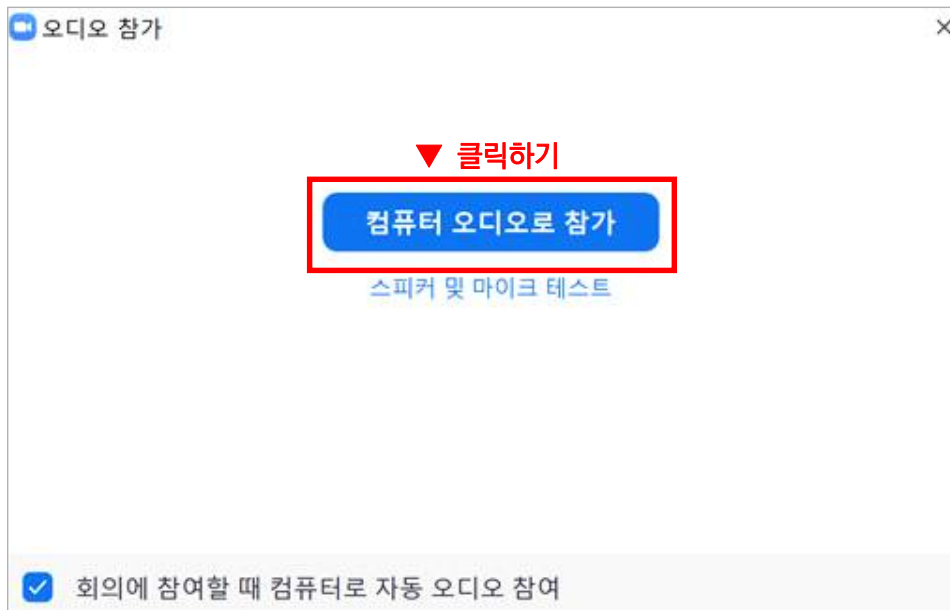 오디오 참가
▼ 클릭하기
컴퓨터 오디오로 참가
스피커 및 마이크 테스트
회의에 참여할 때 컴퓨터로 자동 오디오 참여